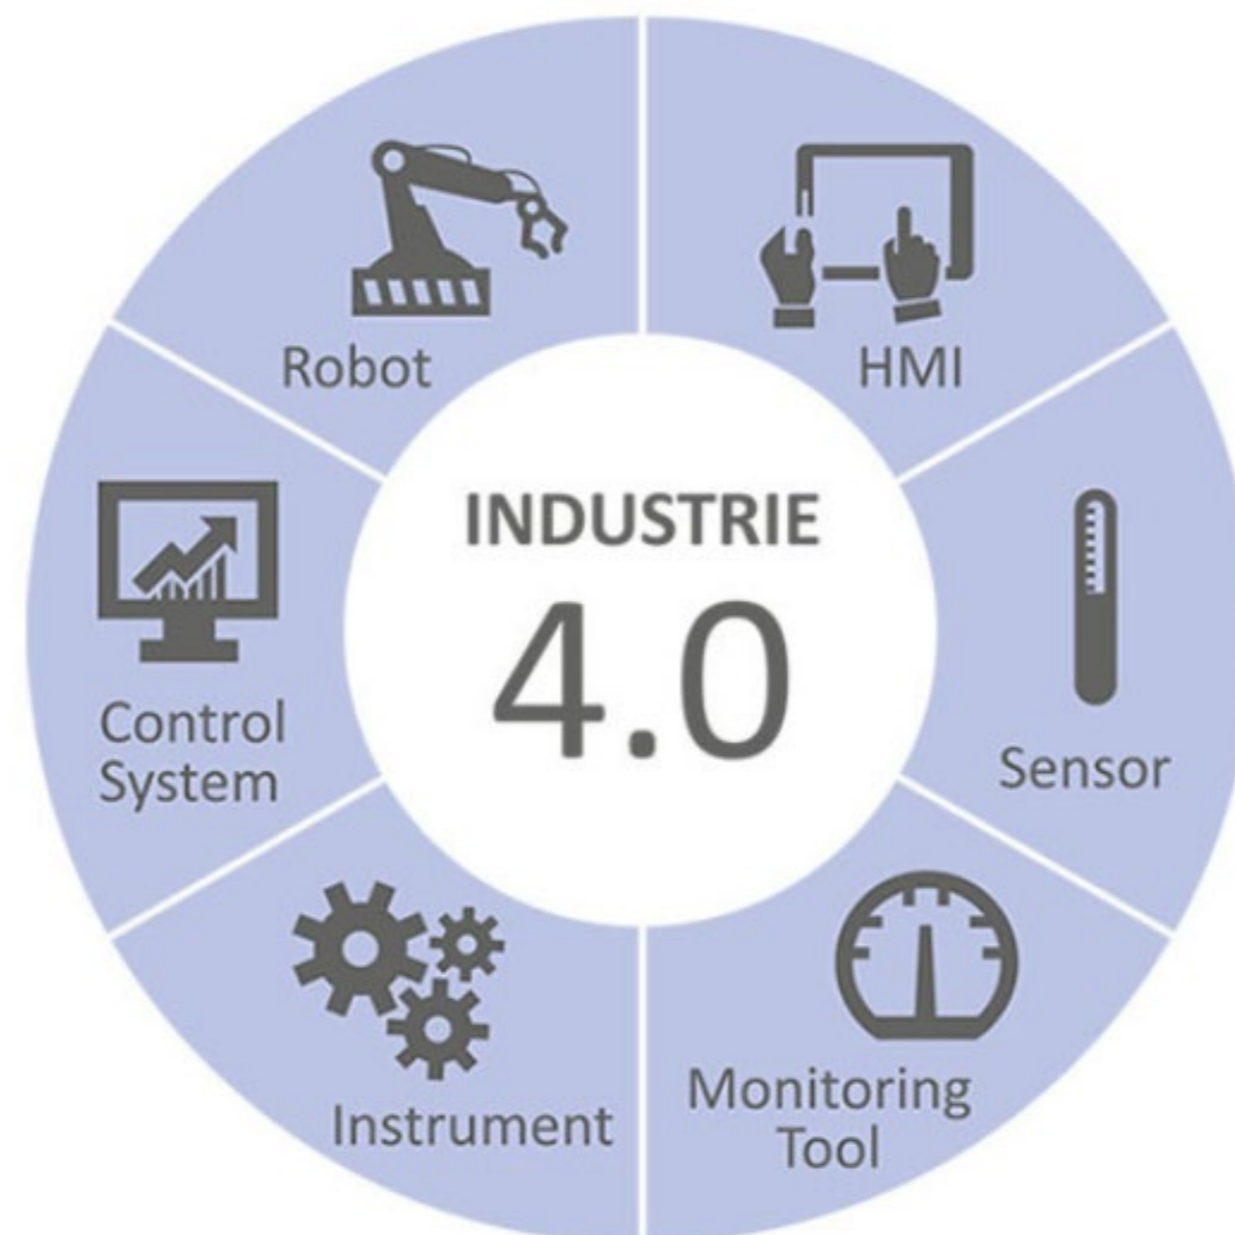 Robot
HMI
INDUSTRIE
4.0
Control
System
Sensor
Instrument
Monitoring
Tool